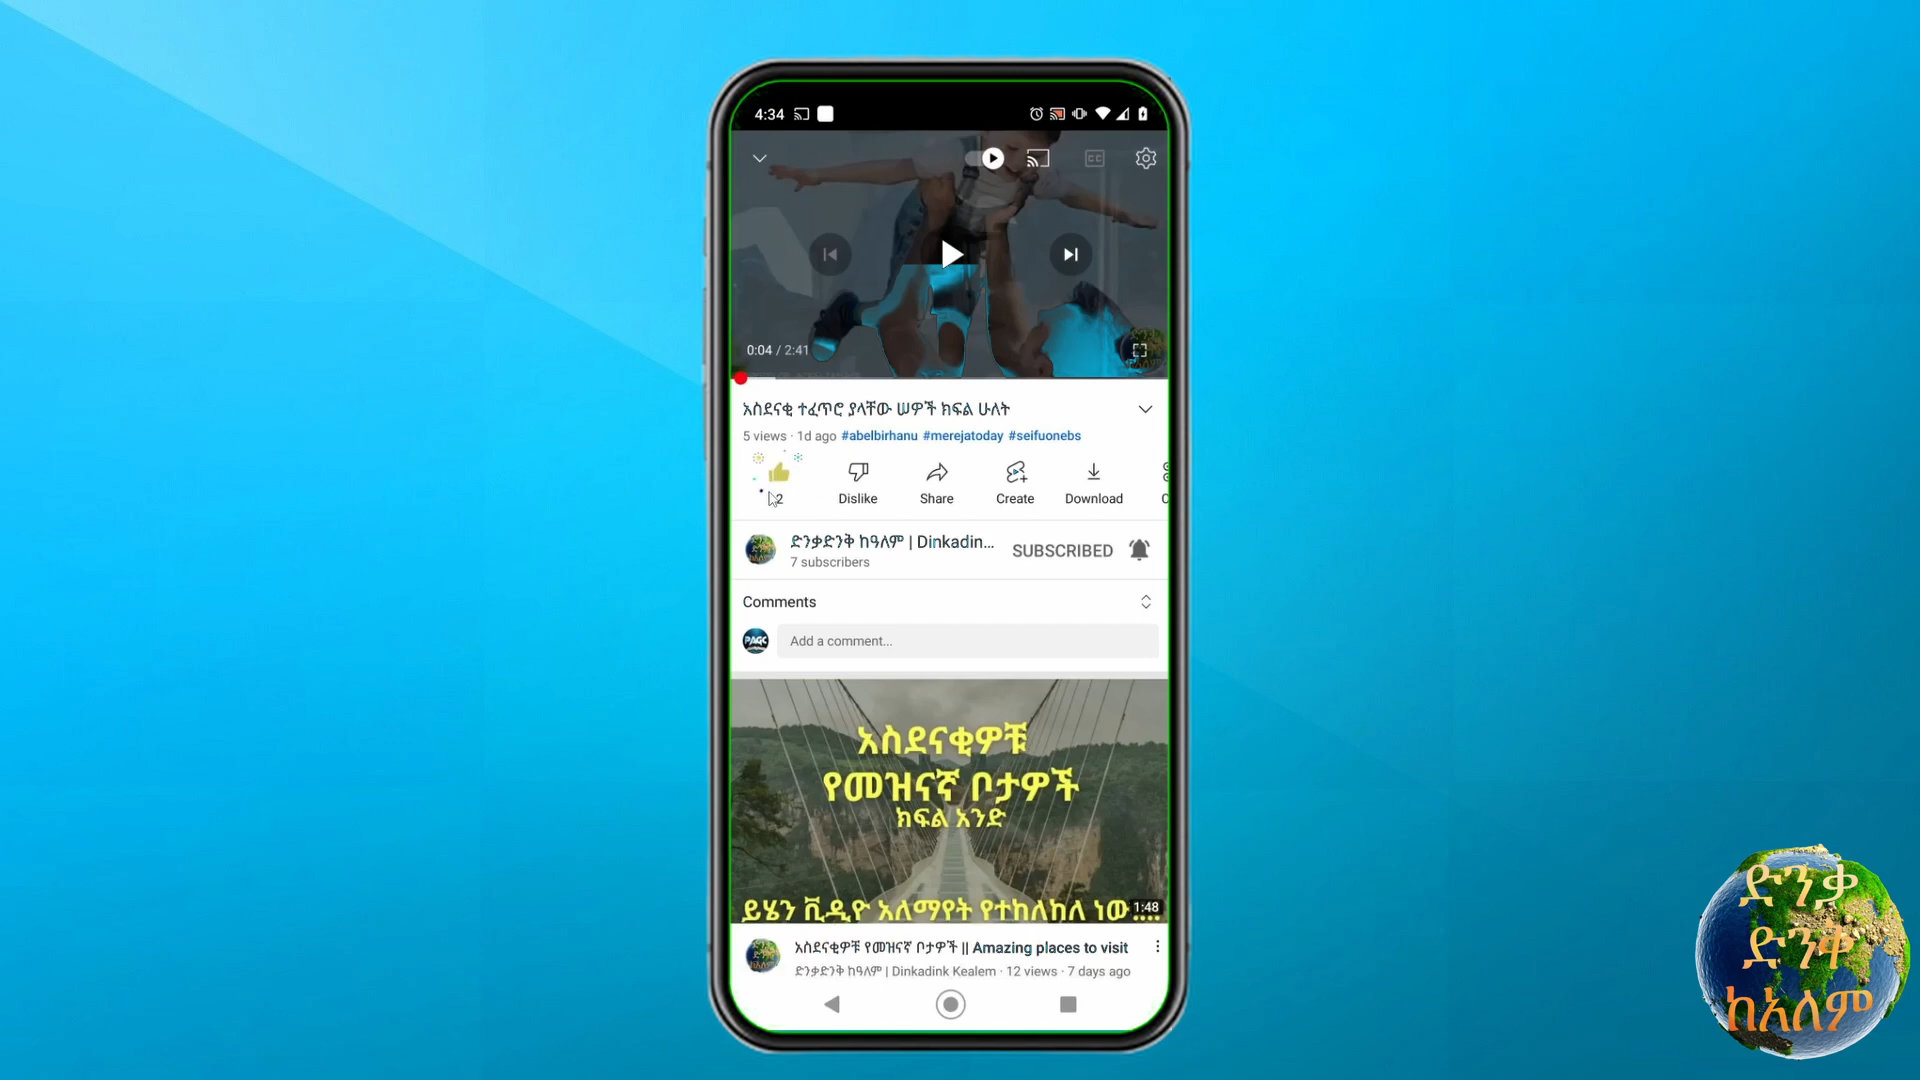 4:34
CC
0:04 / 2:41
አስደናቂ ተፈጥሮ ያላቸው ሠዎች ክፍል ሁለት
5 views · 1d ago #abelbirhanu #merejatoday #seifuonebs
2 Dislike Share Create Download
ድንቃድንቅ ከዓለም | Dinkadin... SUBSCRIBED
7 subscribers
Comments
PAGC Add a comment...
አስደናቂዎቹ
የመዝናኛ ቦታዎች
ክፍል አንድ
ይሄን ቪዲዮ አለማየት የተከለከለ ነው .... 1:48
አስደናቂዎቹ የመዝናኛ ቦታዎች || Amazing places to visit
ድንቃድንቅ ከዓለም | Dinkadink Kealem · 12 views · 7 days ago
ድንቃ
ድንቅ
ከአለም